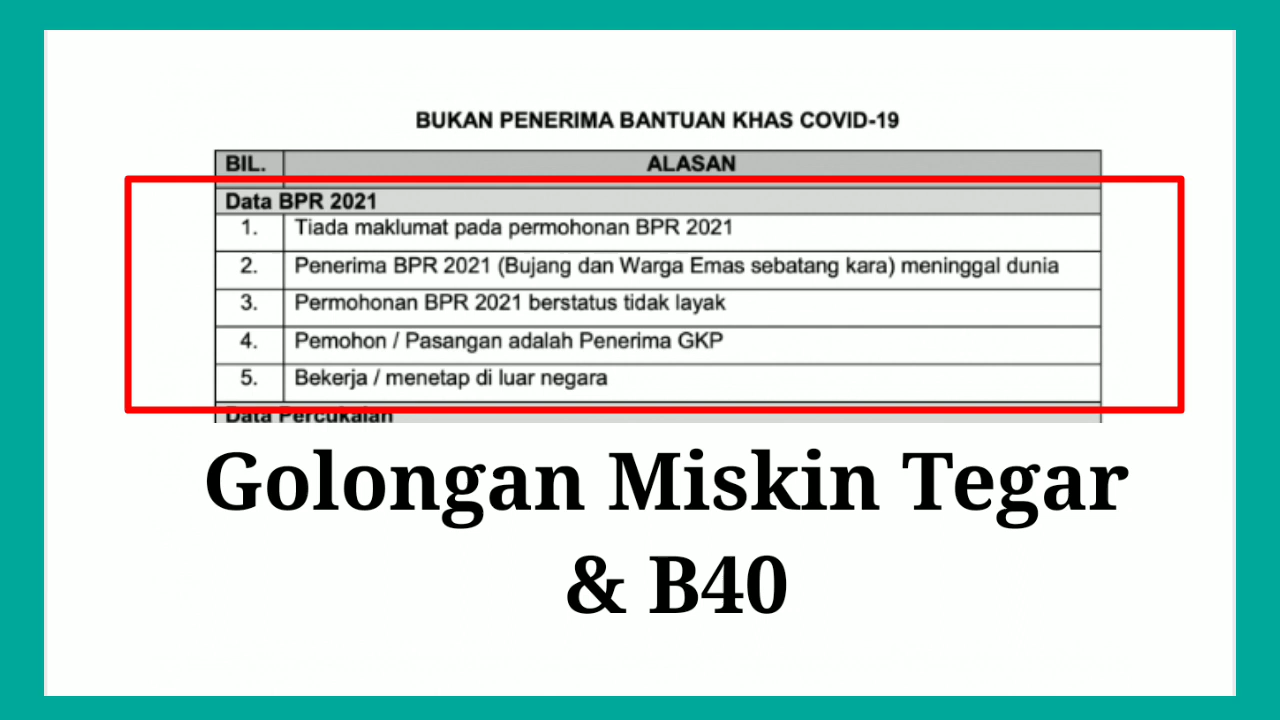 BUKAN PENERIMA BANTUAN KHAS COVID-19
BIL. ALASAN
Data BPR 2021
1. Tiada maklumat pada permohonan BPR 2021
2. Penerima BPR 2021 (Bujang dan Warga Emas sebatang kara) meninggal dunia
3. Permohonan BPR 2021 berstatus tidak layak
4. Pemohon / Pasangan adalah Penerima GKP
5. Bekerja / menetap di luar negara
Data Percukaian
Golongan Miskin Tegar
& B40